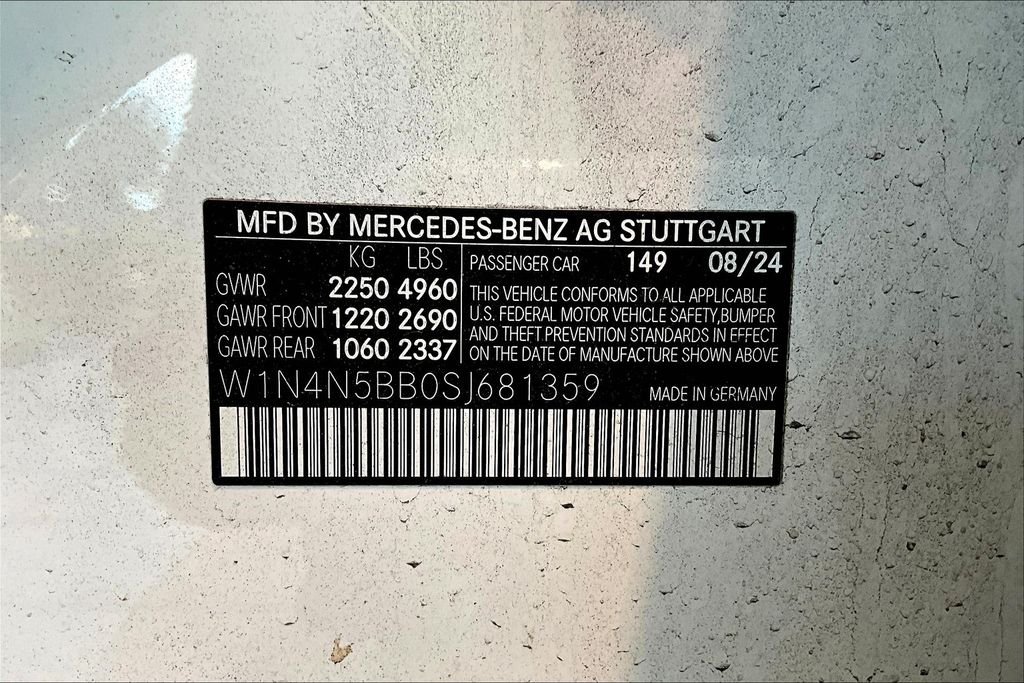 MFD BY MERCEDES-BENZ AG STUTTGART
KG LBS
GVWR 2250 4960
GAWR FRONT 1220 2690
GAWR REAR 1060 2337
PASSENGER CAR 149 08/24
THIS VEHICLE CONFORMS TO ALL APPLICABLE
U.S. FEDERAL MOTOR VEHICLE SAFETY,BUMPER
AND THEFT PREVENTION STANDARDS IN EFFECT
ON THE DATE OF MANUFACTURE SHOWN ABOVE
W1N4N5BB0SJ681359 MADE IN GERMANY